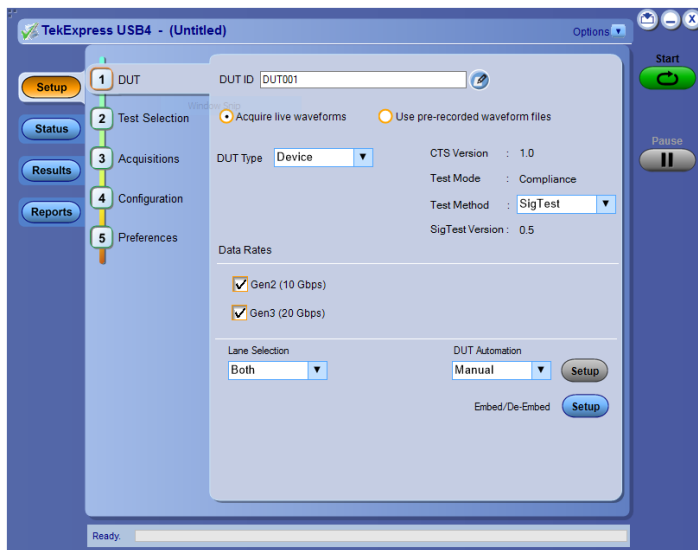 TekExpress USB4 - (Untitled)
Options
Start
Pause
Setup
Status
Results
Reports
1 DUT
2 Test Selection
3 Acquisitions
4 Configuration
5 Preferences
DUT ID DUT001
Acquire live waveforms
Use pre-recorded waveform files
DUT Type Device
CTS Version : 1.0
Test Mode : Compliance
Test Method : SigTest
SigTest Version : 0.5
Data Rates
Gen2 (10 Gbps)
Gen3 (20 Gbps)
Lane Selection
Both
DUT Automation
Manual
Setup
Embed/De-Embed Setup
Ready.